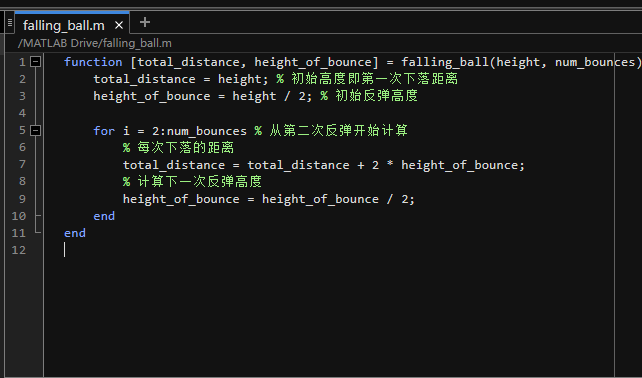 falling_ball.m × +
/MATLAB Drive/falling_ball.m
1 function [total_distance, height_of_bounce] = falling_ball(height, num_bounces)
2 total_distance = height; % 初始高度即第一次下落距离
3 height_of_bounce = height / 2; % 初始反弹高度
4
5 for i = 2:num_bounces % 从第二次反弹开始计算
6 % 每次下落的距离
7 total_distance = total_distance + 2 * height_of_bounce;
8 % 计算下一次反弹高度
9 height_of_bounce = height_of_bounce / 2;
10 end
11 end
12